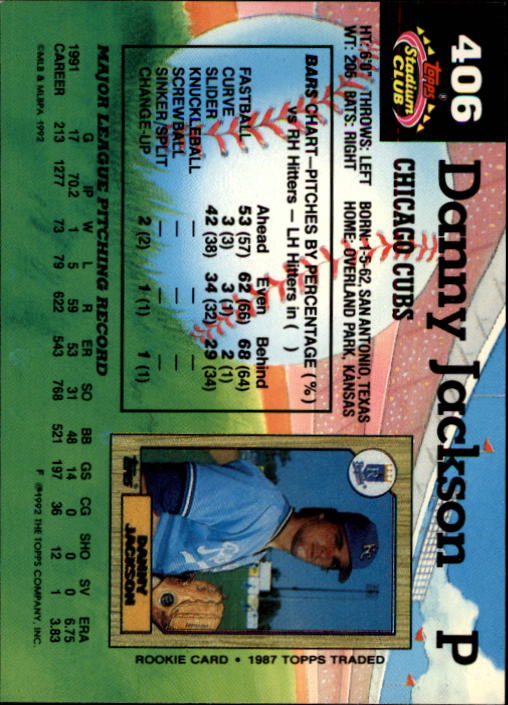 406
Topps
Stadium
CLUB
Danny Jackson P
CHICAGO CUBS
HT: 6'0" THROWS: LEFT BORN: 1-5-62, SAN ANTONIO, TEXAS
WT: 205 BATS: RIGHT HOME: OVERLAND PARK, KANSAS
BARS CHART—PITCHES BY PERCENTAGE (%)
vs RH Hitters — LH Hitters in ( )
Ahead Even Behind
FASTBALL 53 (57) 62 (66) 68 (64)
CURVE 3 (3) 3 (1) 2 (1)
SLIDER 42 (38) 34 (32) 29 (34)
KNUCKLEBALL — — —
SCREWBALL — — —
SINKER/SPLIT — — —
CHANGE-UP 2 (2) 1 (1) 1 (1)
Topps
DANNY
JACKSON
ROOKIE CARD • 1987 TOPPS TRADED
MAJOR LEAGUE PITCHING RECORD
G IP W L R ER SO BB GS CG SHO SV ERA
1991 17 70.2 1 5 59 53 31 48 14 0 0 0 6.75
CAREER 213 1277 73 79 622 543 768 521 197 36 12 1 3.83
©MLB & MLBPA 1992
F ®©1992 THE TOPPS COMPANY, INC.